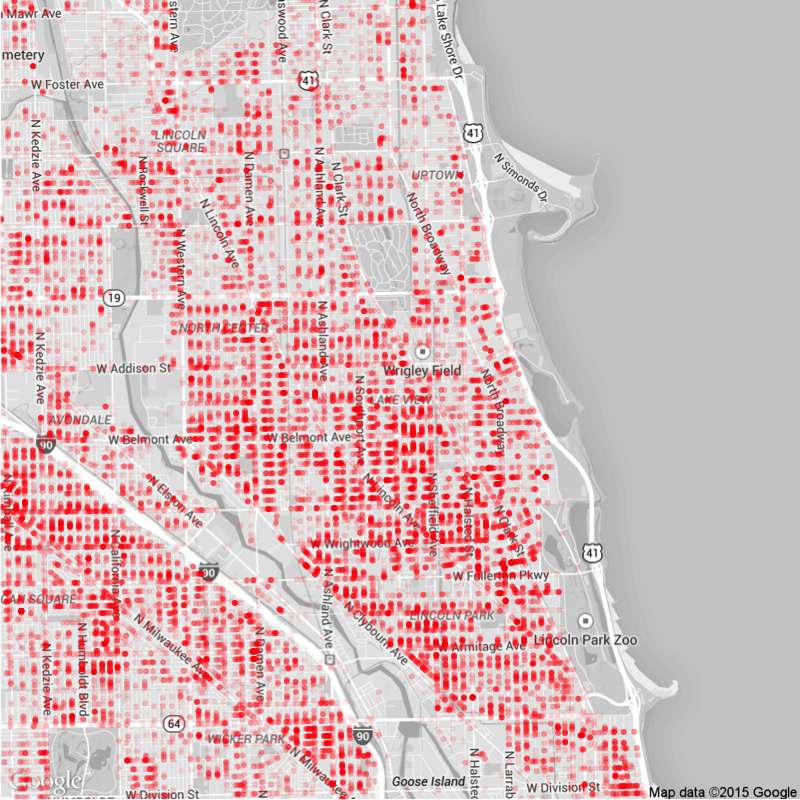 Mawr Ave
stern Ave
swood Ave
N Clark St
Lake Shore Dr
metery
W Foster Ave
41
41
N Kedzie Ave
LINCOLN
SQUARE
N Rockwell St
N Damen Ave
N Ashland Ave
N Clark St
UPTOWN
N Simonds Dr
N Lincoln Ave
North Broadway
N Western Ave
19
NORTH CENTER
N Ashland Ave
N Kedzie Ave
W Addison St
Wrigley Field
N Southport Ave
LAKE VIEW
North Broadway
AVONDALE
90
W Belmont Ave
W Belmont Ave
N Kimball Ave
N Elston Ave
N Lincoln Ave
N Sheffield Ave
N Halsted St
N Clark St
N California Ave
W Wrightwood Ave
41
90
W Fullerton Pkwy
GAN SQUARE
N Ashland Ave
N Clybourn Ave
LINCOLN PARK
Lincoln Park Zoo
N Milwaukee Ave
N Humboldt Blvd
N Kedzie Ave
N Damen Ave
W Armitage Ave
64
WICKER PARK
90
N Milwaukee Ave
N Halsted
N Larrab
Google
Goose Island
W Division St
W Division St
Map data ©2015 Google